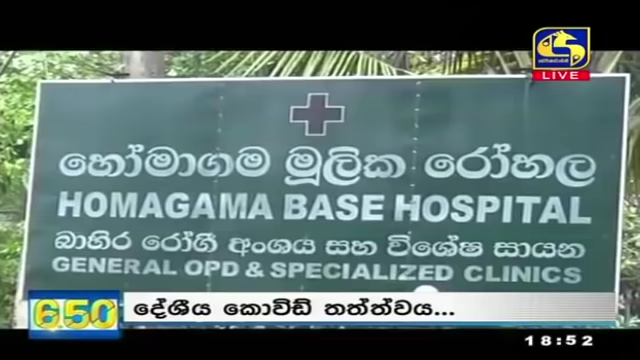 LIVE
හෝමාගම මූලික රෝහල
HOMAGAMA BASE HOSPITAL
බාහිර රෝගී අංශය සහ විශේෂ සායන
GENERAL OPD & SPECIALIZED CLINICS
6.50 දේශීය කොවිඩ් තත්ත්වය...
18:52